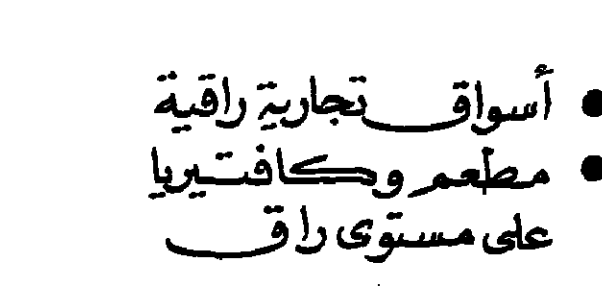 ● أسواق تجارية راقية
● مطعم وكافتيريا
على مستوى راق